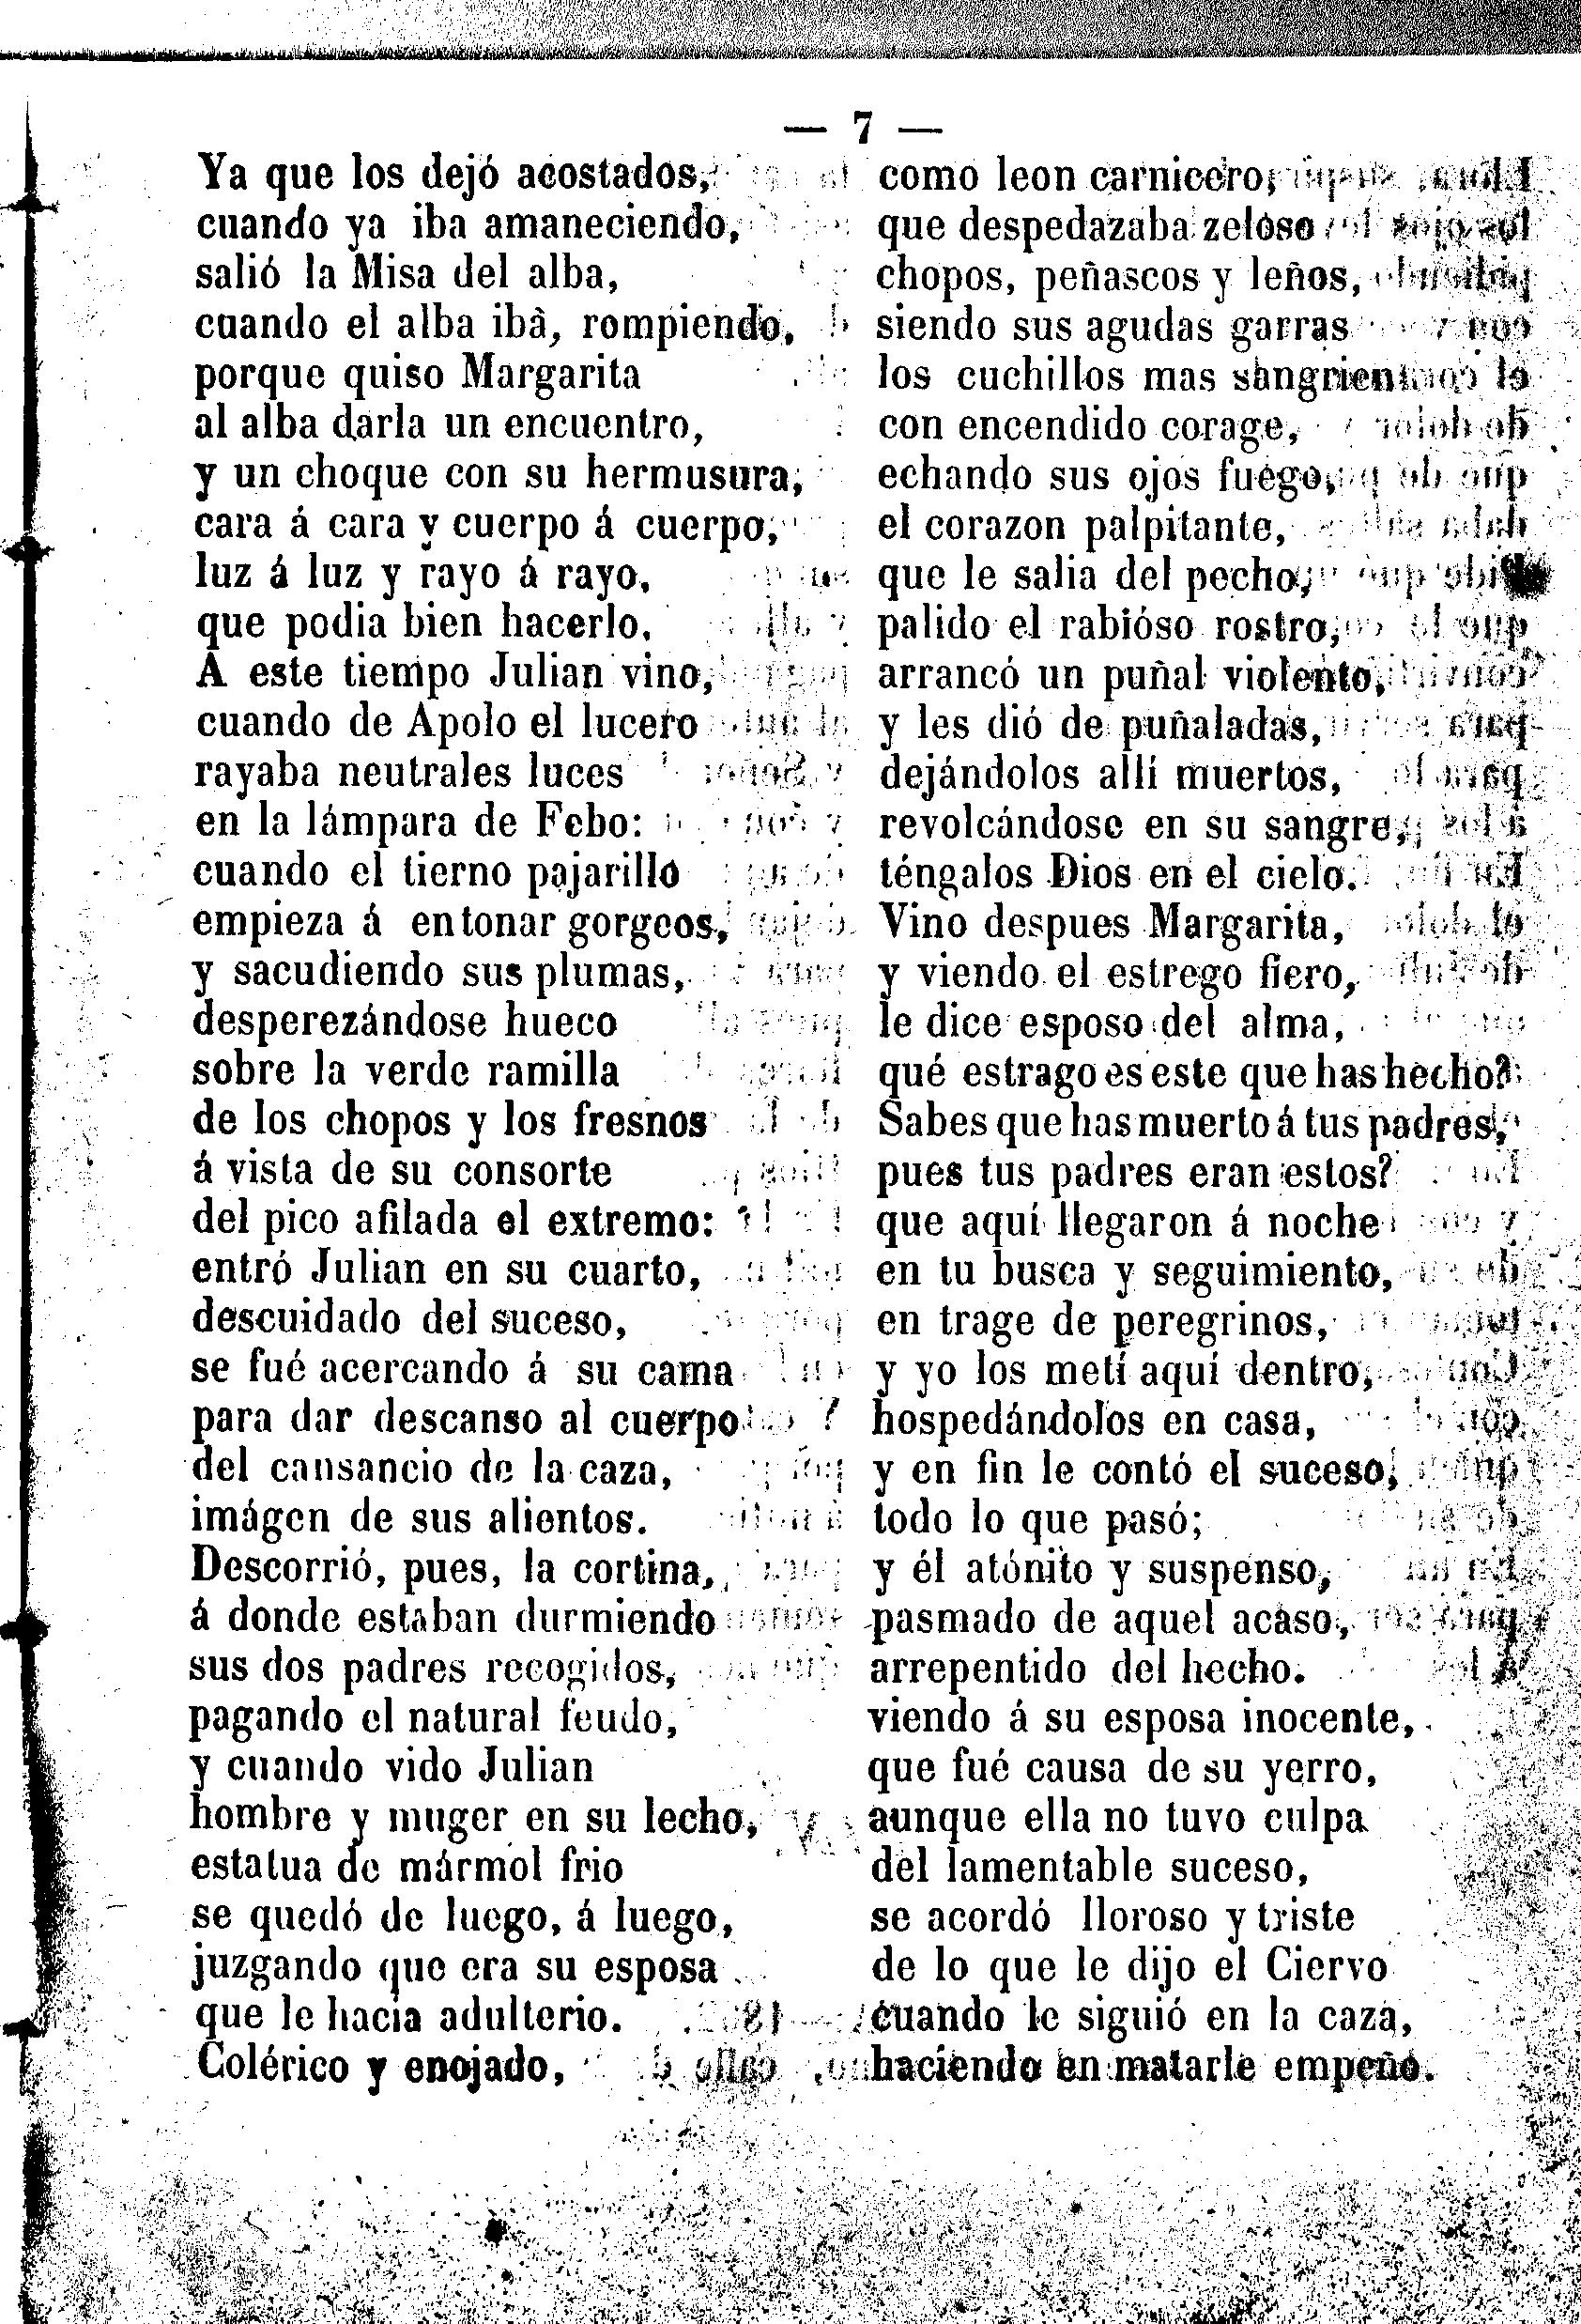 — 7 —
Ya que los dejó acostados,
cuando ya iba amaneciendo,
salió la Misa del alba,
cuando el alba ibà, rompiendo,
porque quiso Margarita
al alba darla un encuentro,
y un choque con su hermusura,
cara á cara y cuerpo á cuerpo,
luz á luz y rayo á rayo,
que podia bien hacerlo.
A este tiempo Julian vino,
cuando de Apolo el lucero
rayaba neutrales luces
en la lámpara de Febo:
cuando el tierno pajarillo
empieza á entonar gorgeos,
y sacudiendo sus plumas,
desperezándose hueco
sobre la verde ramilla
de los chopos y los fresnos
á vista de su consorte
del pico afilada el extremo:
entró Julian en su cuarto,
descuidado del suceso,
se fué acercando á su cama
para dar descanso al cuerpo
del cansancio de la caza,
imágen de sus alientos.
Descorrió, pues, la cortina,
á donde estaban durmiendo
sus dos padres recogidos,
pagando el natural feudo,
y cuando vido Julian
hombre y muger en su lecho,
estatua de mármol frio
se quedó de luego, á luego,
juzgando que era su esposa
que le hacia adulterio.
Colérico y enojado,
como leon carnicero,
que despedazaba zeloso
chopos, peñascos y leños,
siendo sus agudas garras
los cuchillos mas sangrient
con encendido corage,
echando sus ojos fuego,
el corazon palpitante,
que le salia del pecho,
palido el rabióso rostro,
arrancó un puñal violento,
y les dió de puñaladas,
dejándolos allí muertos,
revolcándose en su sangre,
téngalos Dios en el cielo.
Vino despues Margarita,
y viendo el estrego fiero,
le dice esposo del alma,
qué estrago es este que has hecho?
Sabes que has muerto á tus padres,
pues tus padres eran estos?
que aquí llegaron á noche
en tu busca y seguimiento,
en trage de peregrinos,
y yo los metí aquí dentro,
hospedándolos en casa,
y en fin le contó el suceso,
todo lo que pasó;
y él atónito y suspenso,
pasmado de aquel acaso,
arrepentido del hecho.
viendo á su esposa inocente,
que fué causa de su yerro,
aunque ella no tuvo culpa
del lamentable suceso,
se acordó lloroso y triste
de lo que le dijo el Ciervo
cuando le siguió en la caza,
haciendo en matarle empeño.